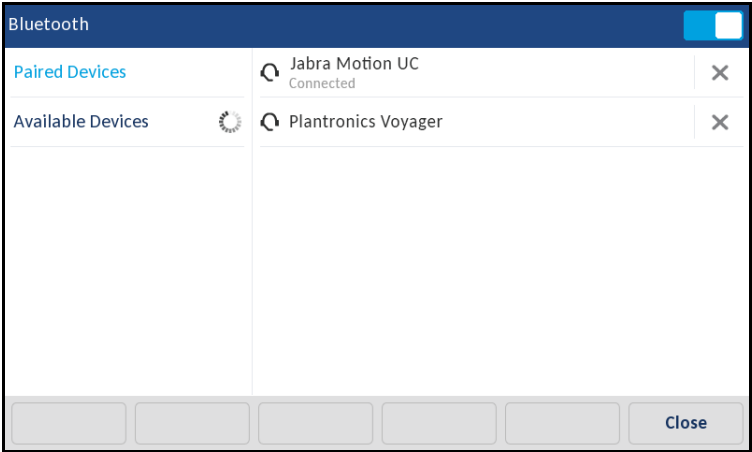 Bluetooth
Paired Devices
Available Devices
Jabra Motion UC
Connected
Plantronics Voyager
Close